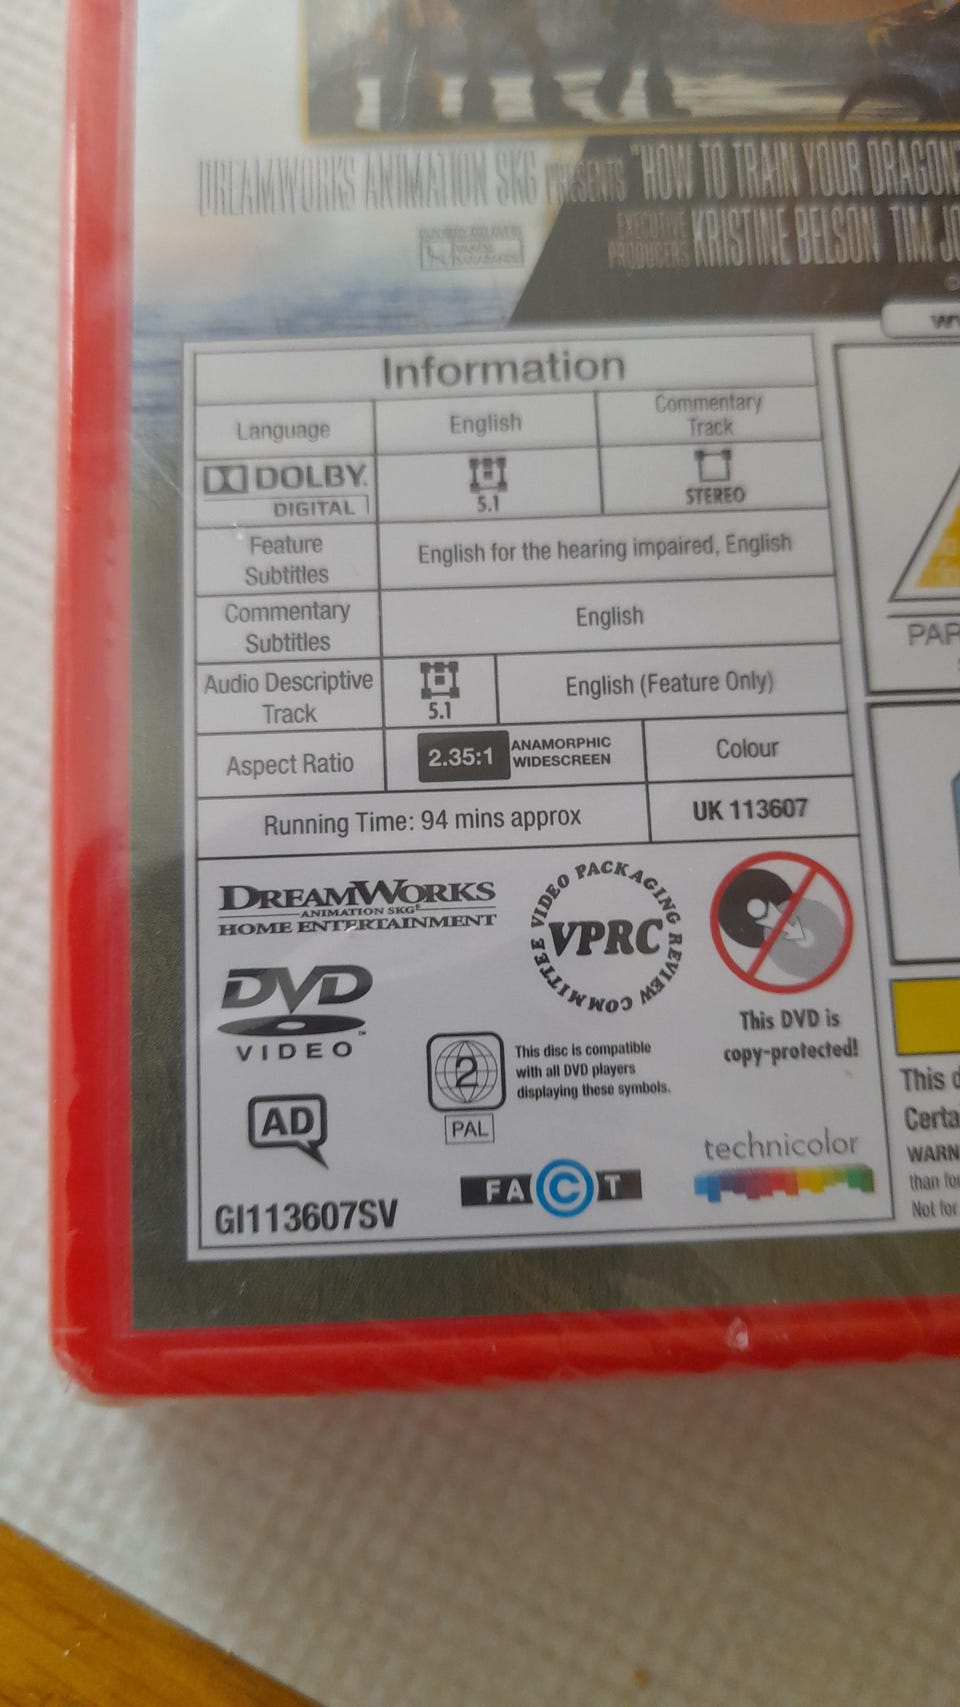 DREAMWORKS ANIMATION SKG PRESENTS "HOW TO TRAIN YOUR DRAGON"
EXECUTIVE PRODUCERS KRISTINE BELSON TIM
Information
Language English Commentary Track
DOLBY DIGITAL 5.1 STEREO
Feature Subtitles English for the hearing impaired, English
Commentary Subtitles English
Audio Descriptive Track 5.1 English (Feature Only)
Aspect Ratio 2.35:1 ANAMORPHIC WIDESCREEN Colour
Running Time: 94 mins approx UK 113607
DREAMWORKS
ANIMATION SKG®
HOME ENTERTAINMENT
VIDEO PACKAGING REVIEW COMMITTEE
VPRC
DVD
VIDEO
This DVD is
copy-protected!
2
PAL
This disc is compatible
with all DVD players
displaying these symbols.
AD
GI113607SV
FACT
technicolor
This
WARN
Not for